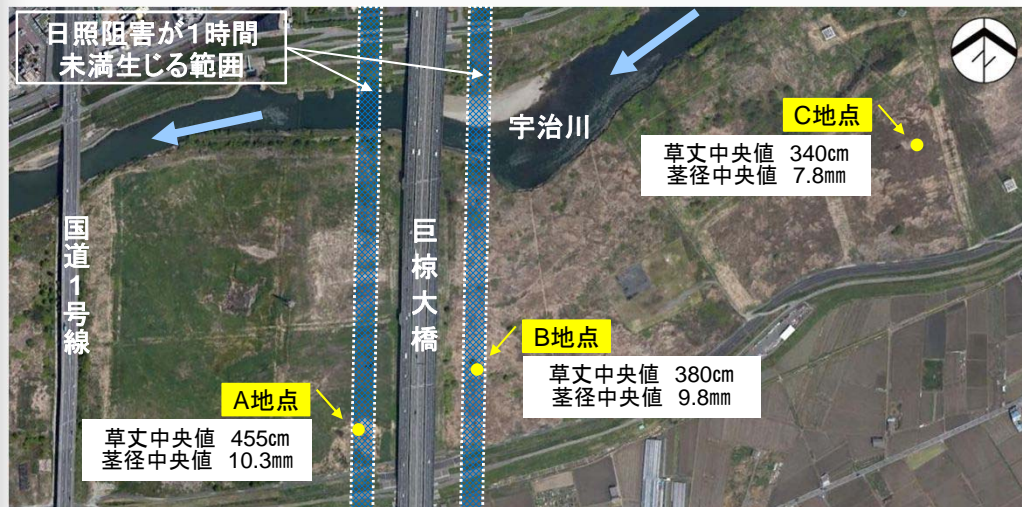 日照阻害が1時間
未満生じる範囲
宇治川
C地点
草丈中央値 340㎝
茎径中央値 7.8㎜
国道1号線
巨椋大橋
B地点
草丈中央値 380㎝
茎径中央値 9.8㎜
A地点
草丈中央値 455㎝
茎径中央値 10.3㎜